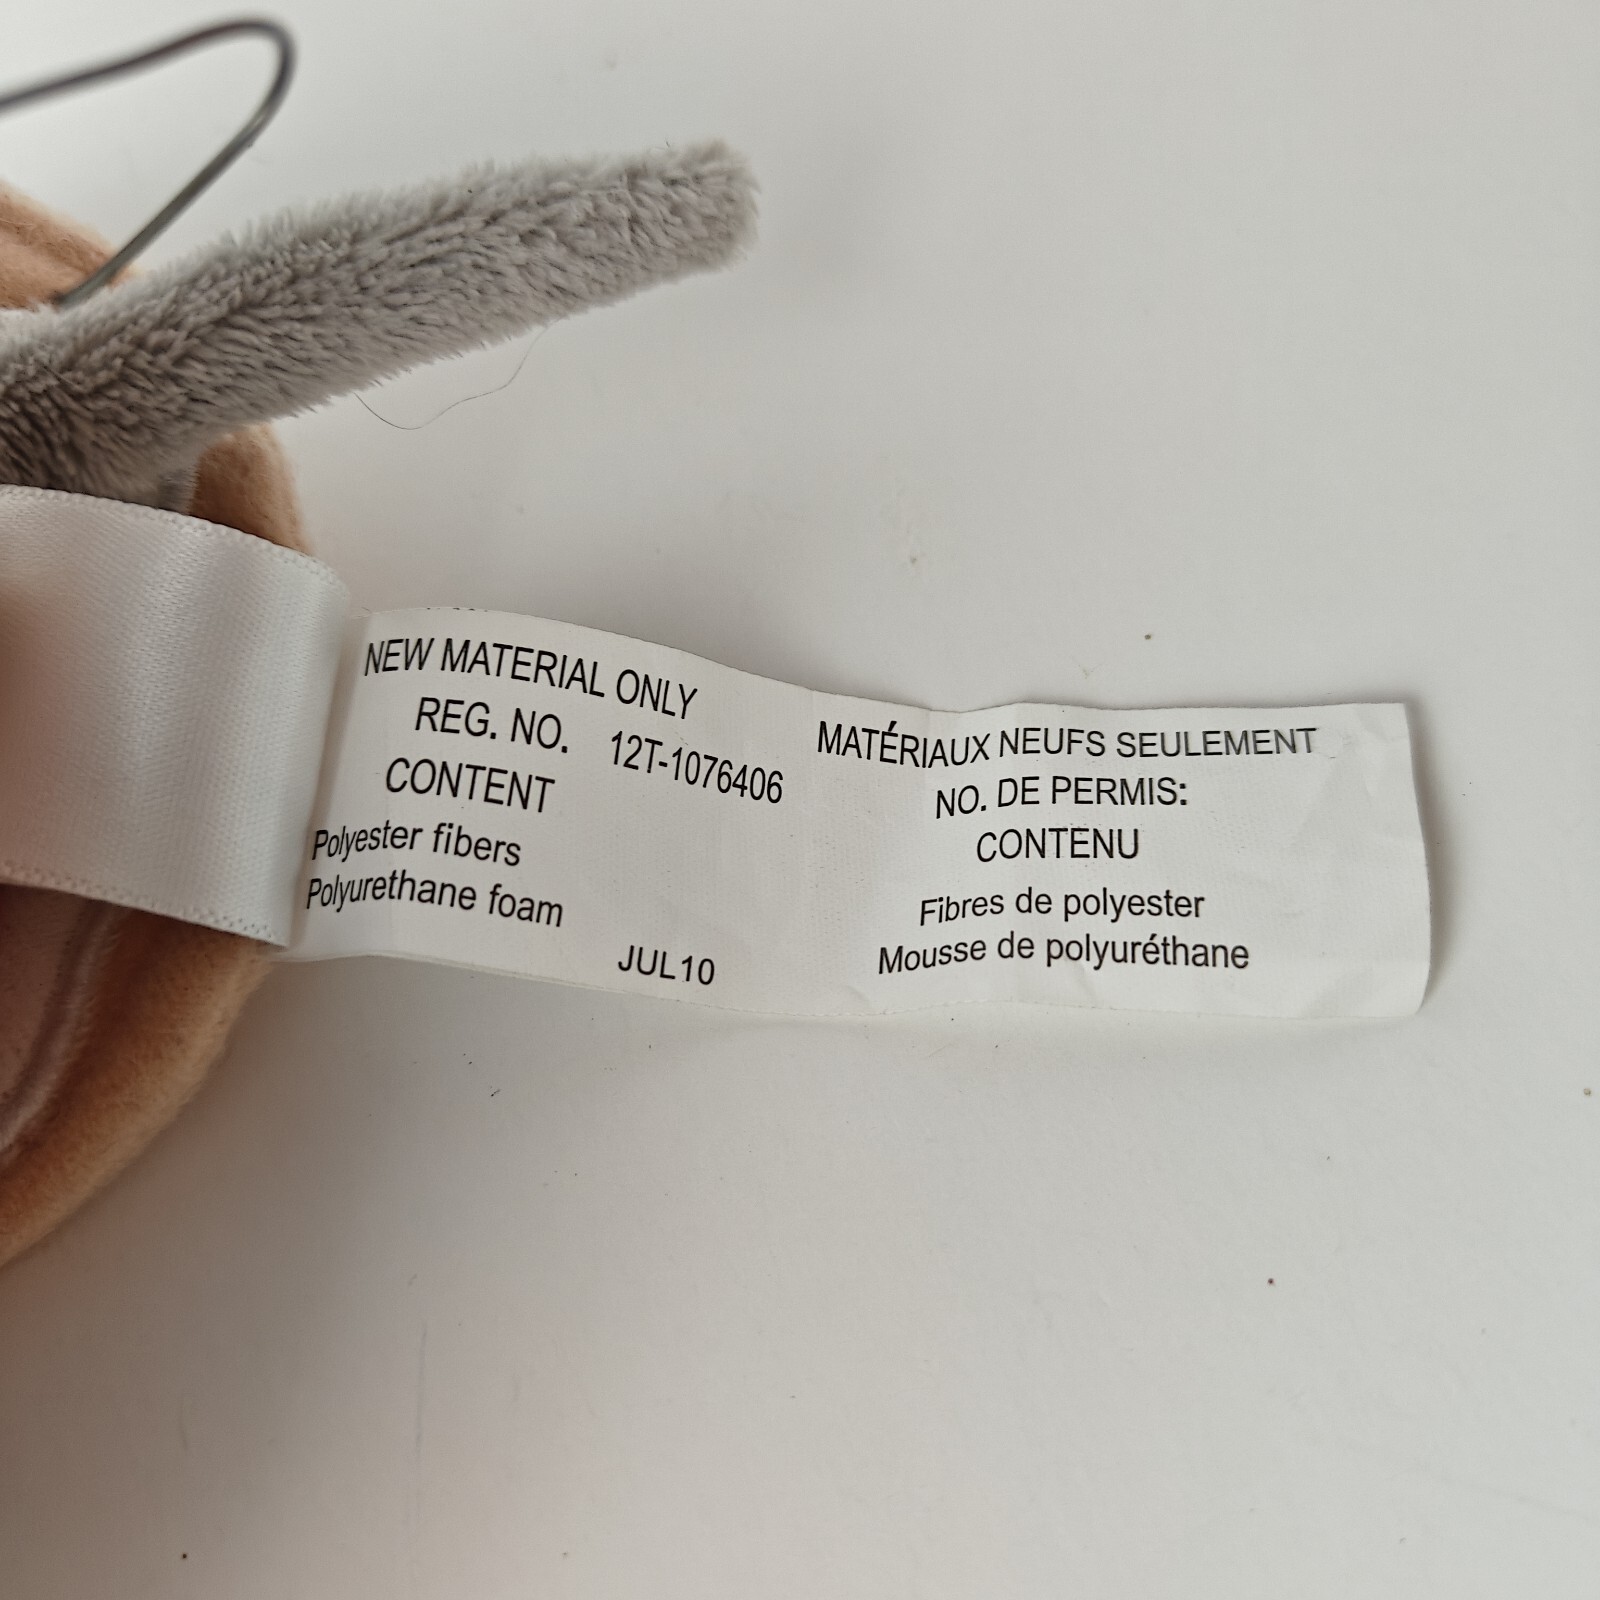 NEW MATERIAL ONLY
REG. NO. 12T-1076406
CONTENT
Polyester fibers
Polyurethane foam
JUL10
MATÉRIAUX NEUFS SEULEMENT
NO. DE PERMIS:
CONTENU
Fibres de polyester
Mousse de polyuréthane